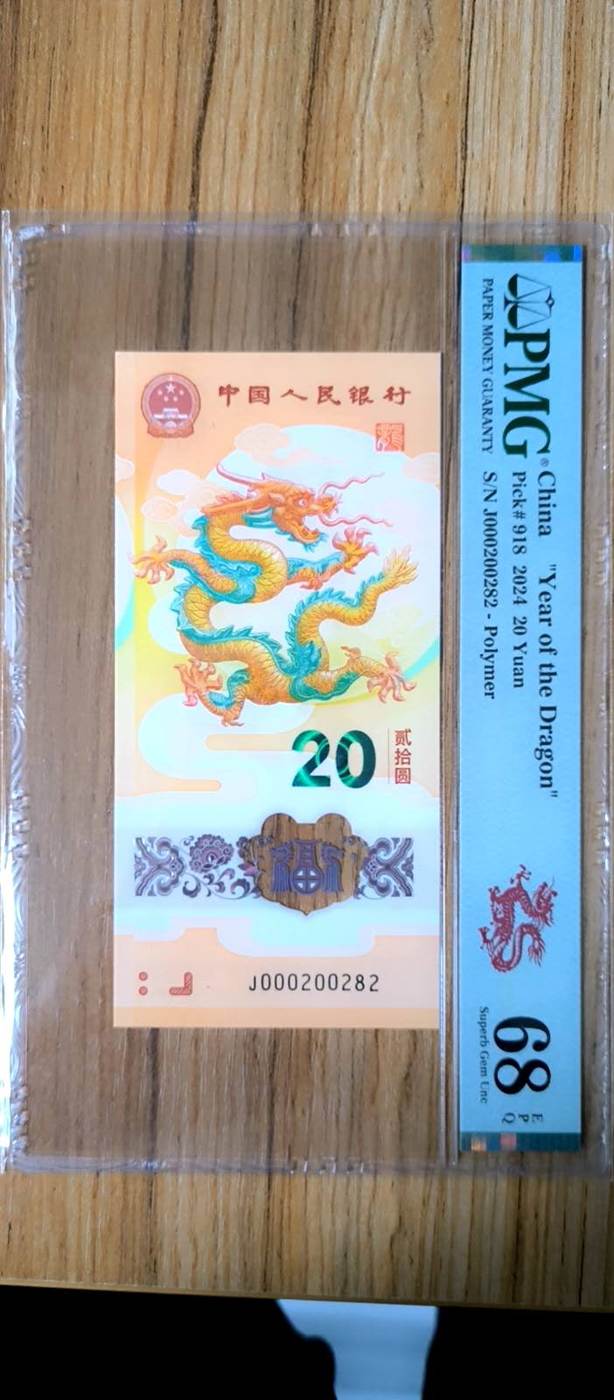 中国人民银行
20
贰拾圆
福
J000200282
PMG®
PAPER MONEY GUARANTY
China "Year of the Dragon"
Pick# 918 2024 20 Yuan
S/N J000200282 - Polymer
68 EPQ
Superb Gem Unc